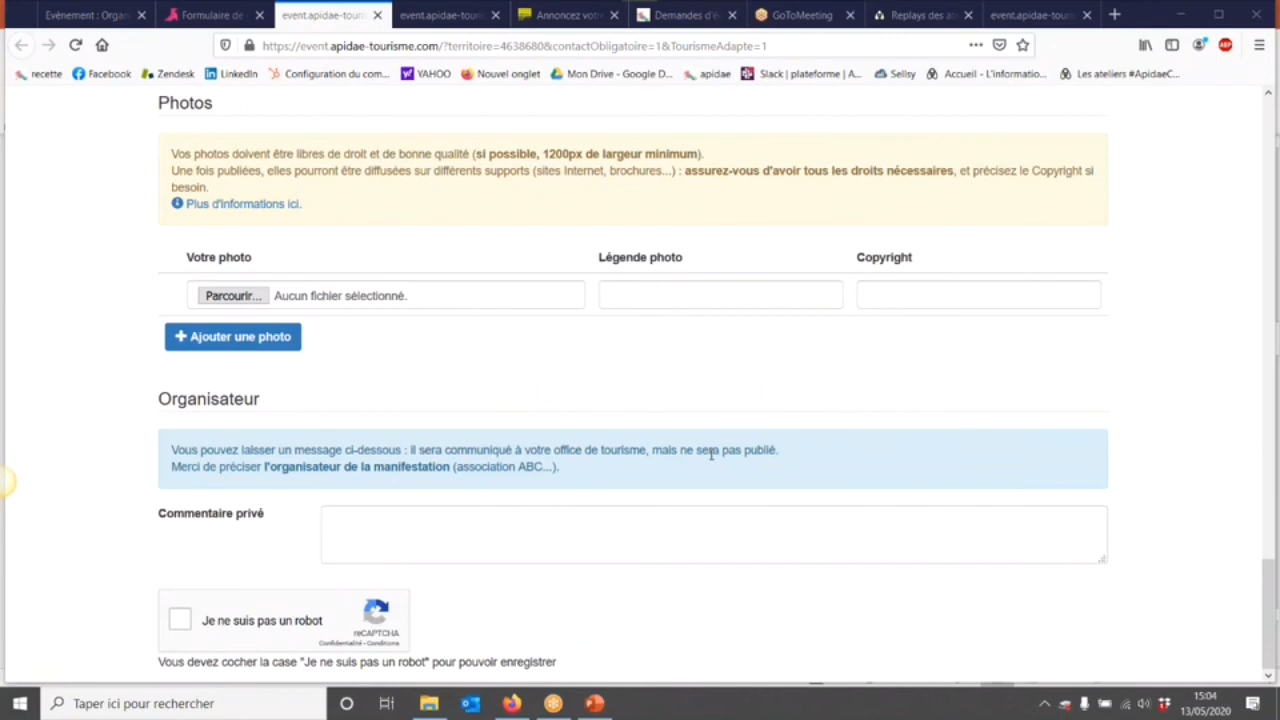 Evènement : Organ
Formulaire de
event.apidae-touris
event.apidae-touris
Annoncez votr
Demandes d'é
GoToMeeting
Replays des ate
event.apidae-touris
https://event.apidae-tourisme.com/?territoire=4638680&contactObligatoire=1&TourismeAdapte=1
ABP
recette
Facebook
Zendesk
LinkedIn
Configuration du com...
YAHOO
Nouvel onglet
Mon Drive - Google D...
apidae
Slack | plateforme | A...
Sellsy
Accueil - L'informatio...
Les ateliers #ApidaeC...
Photos
Vos photos doivent être libres de droit et de bonne qualité (si possible, 1200px de largeur minimum).
Une fois publiées, elles pourront être diffusées sur différents supports (sites Internet, brochures...) : assurez-vous d'avoir tous les droits nécessaires, et précisez le Copyright si
besoin.
Plus d'informations ici.
Votre photo
Légende photo
Copyright
Parcourir... Aucun fichier sélectionné.
Ajouter une photo
Organisateur
Vous pouvez laisser un message ci-dessous : il sera communiqué à votre office de tourisme, mais ne sera pas publié.
Merci de préciser l'organisateur de la manifestation (association ABC...).
Commentaire privé
Je ne suis pas un robot
reCAPTCHA
Confidentialité - Conditions
Vous devez cocher la case "Je ne suis pas un robot" pour pouvoir enregistrer
Taper ici pour rechercher
15:04
13/05/2020